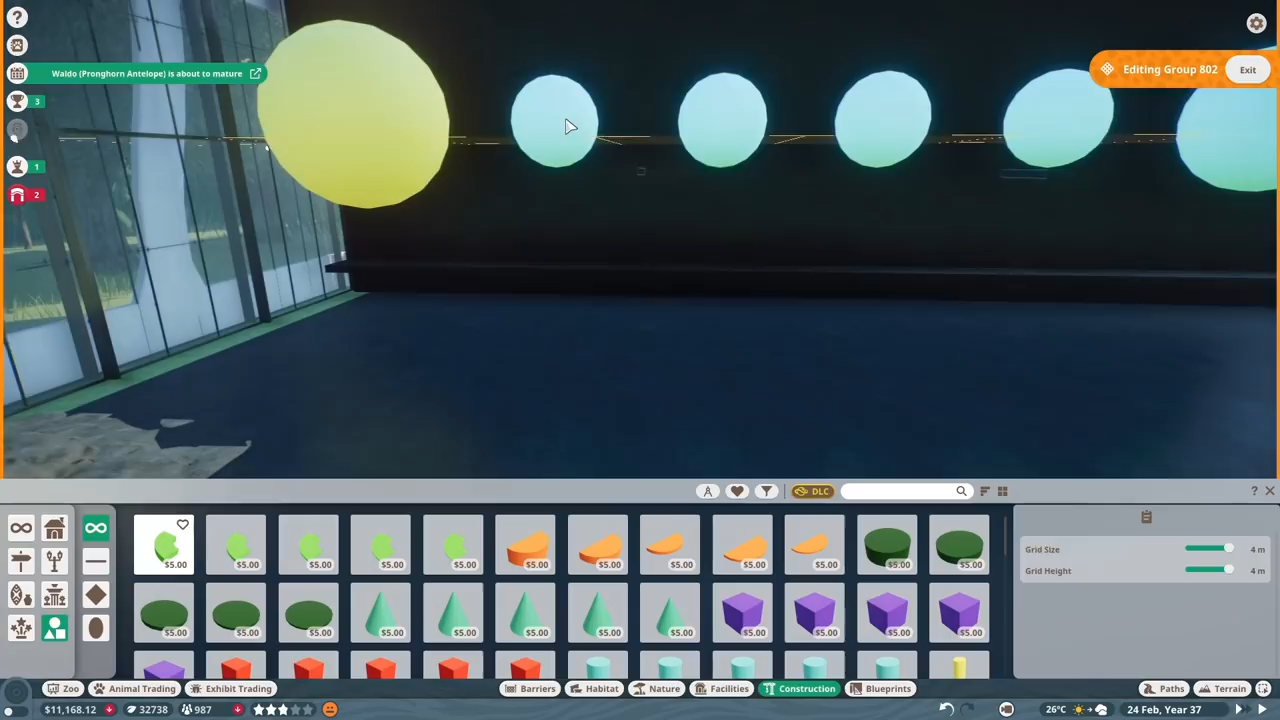 ?
Editing Group 802 Exit
Waldo (Pronghorn Antelope) is about to mature
3
1
2
DLC
?
$5.00 $5.00 $5.00 $5.00 $5.00 $5.00 $5.00 $5.00 $5.00 $5.00 $5.00 $5.00
Grid Size 4 m
Grid Height 4 m
$5.00 $5.00 $5.00 $5.00 $5.00 $5.00 $5.00 $5.00 $5.00 $5.00 $5.00 $5.00
Zoo Animal Trading Exhibit Trading Barriers Habitat Nature Facilities Construction Blueprints Paths Terrain
$11,168.12 32738 987 26°C 24 Feb, Year 37